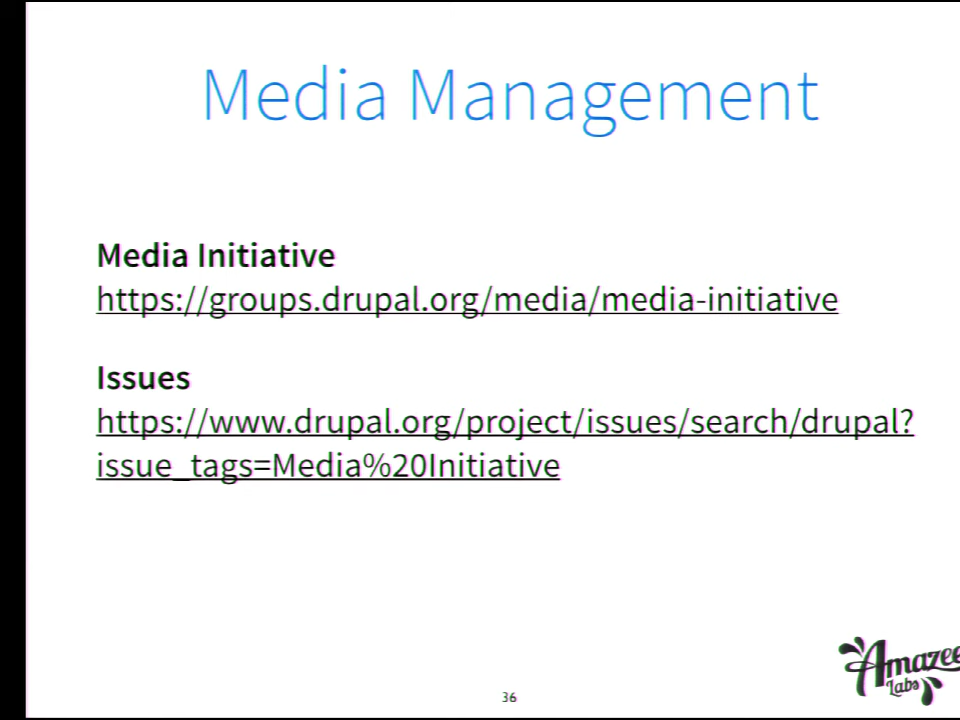 Media Management
Media Initiative
https://groups.drupal.org/media/media-initiative
Issues
https://www.drupal.org/project/issues/search/drupal?
issue_tags=Media%20Initiative
Amazee
Labs
36